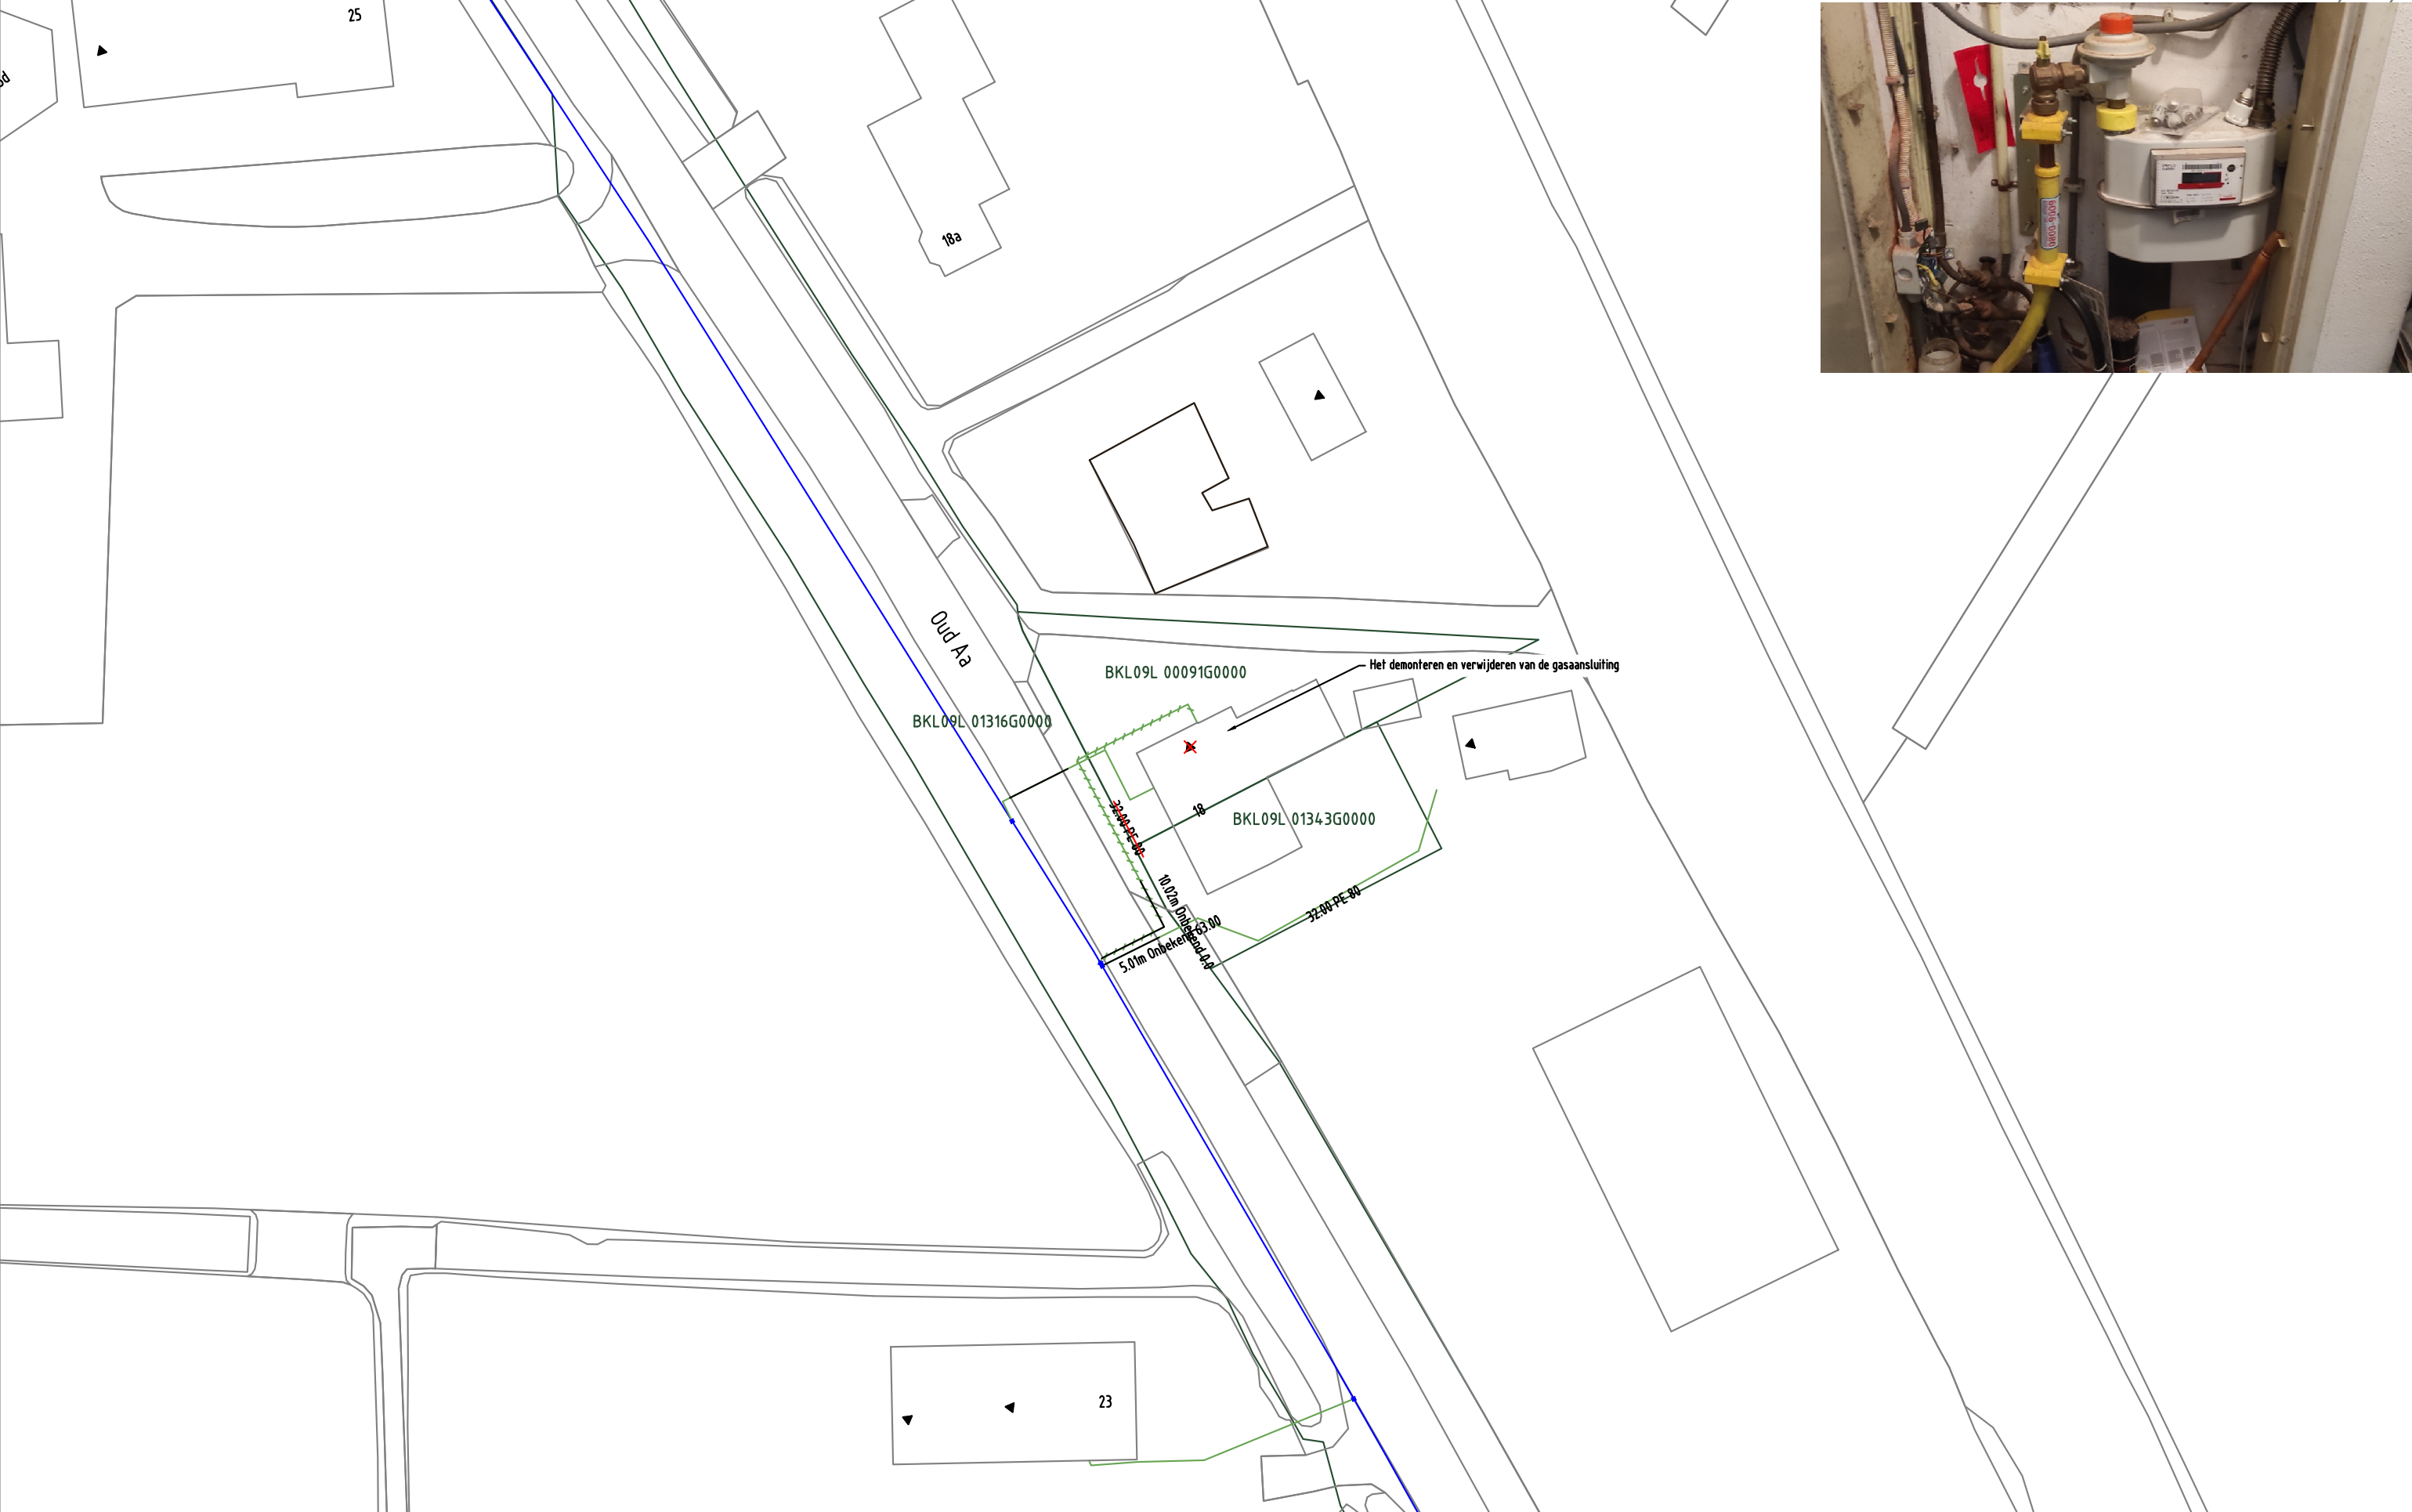 25
18a
Oud Aa
Het demonteren en verwijderen van de gasaansluiting
BKL09L 00091G0000
BKL09L 01316G0000
32.00 PE 80
18
BKL09L 01343G0000
10.02m Onbekend 0.0
32.00 PE 80
5.01m Onbekend 63.00
23